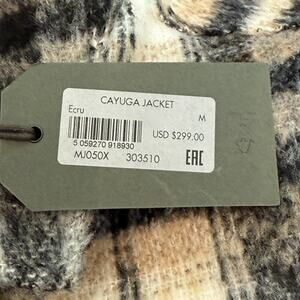 CAYUGA JACKET
Ecru M
USD $299.00
5 059270 918930
MJ050X 303510 EAC